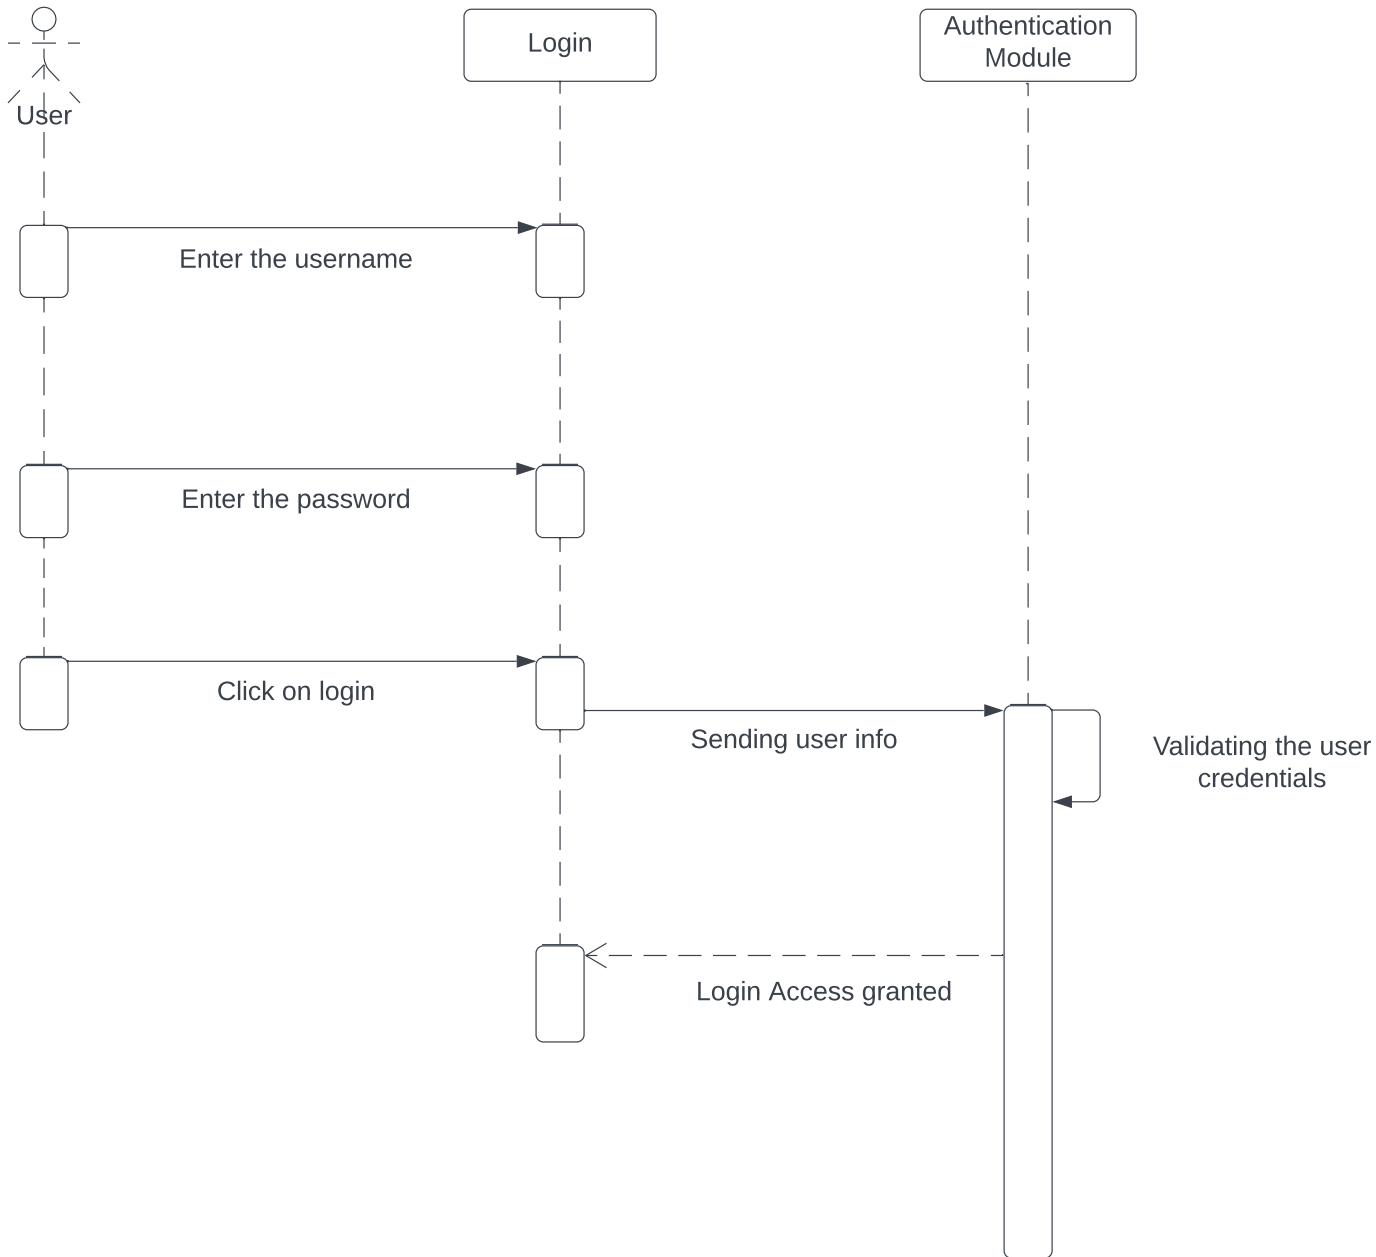 Login
Authentication
Module
User
Enter the username
Enter the password
Click on login
Sending user info
Validating the user
credentials
Login Access granted